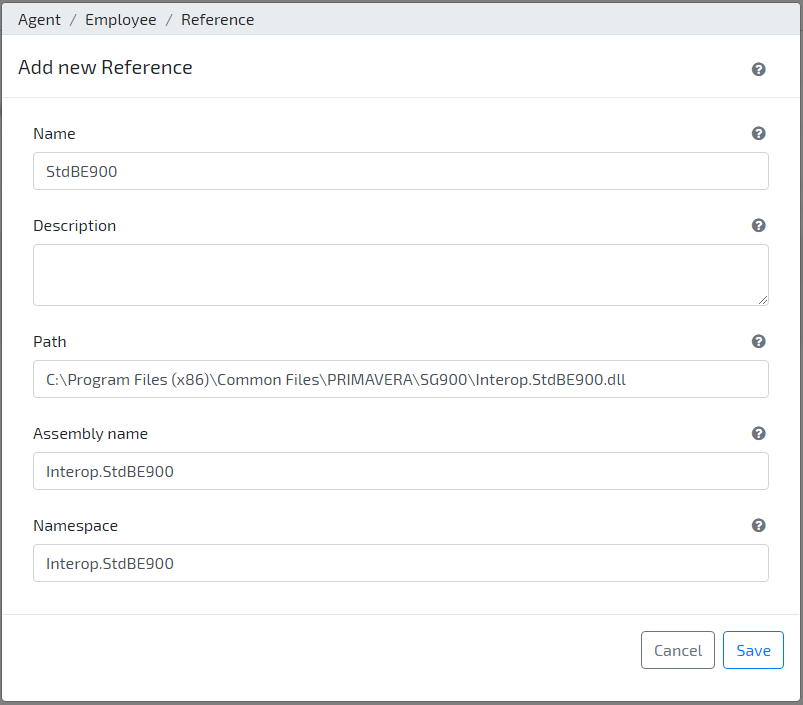 Agent / Employee / Reference
Add new Reference
Name
StdBE900
Description
Path
C:\Program Files (x86)\Common Files\PRIMAVERA\SG900\Interop.StdBE900.dll
Assembly name
Interop.StdBE900
Namespace
Interop.StdBE900
Cancel Save